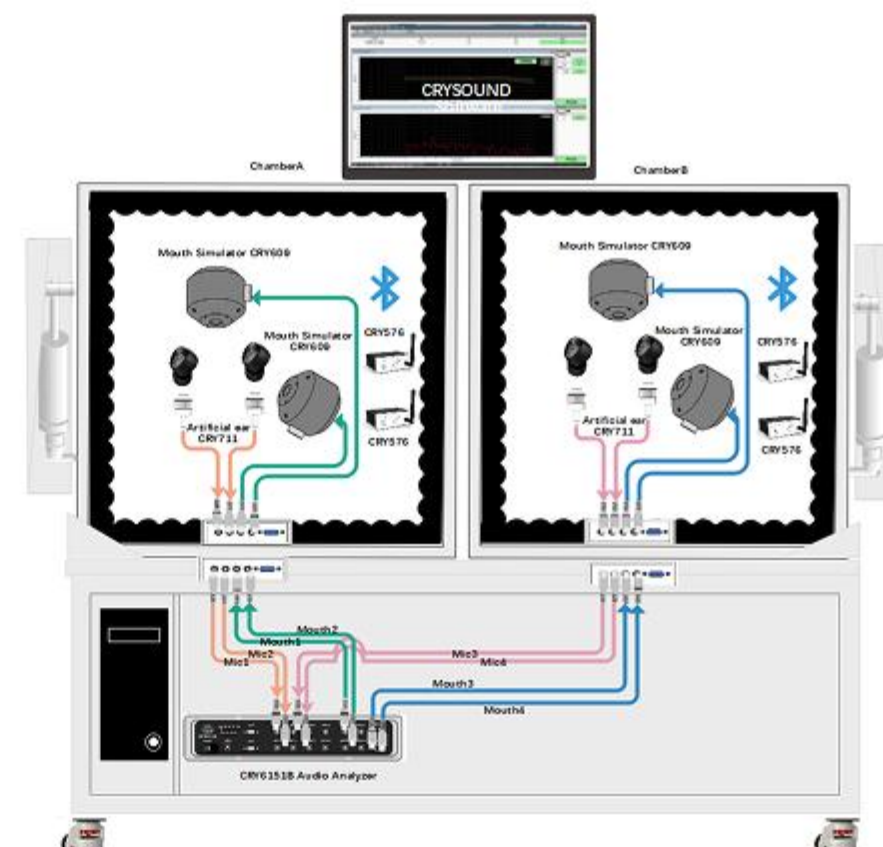 CRYSOUND
ChamberA
ChamberB
Mouth Simulator CRY609
Mouth Simulator
CRY609
CRY576
Artificial ear
CRY711
CRY576
Mouth Simulator CRY609
Mouth Simulator
CRY609
CRY576
Artificial ear
CRY711
CRY576
Mouth2
Mouth1
Mic2
Mic1
Mic3
Mic4
Mouth3
Mouth4
CRY6151B Audio Analyzer